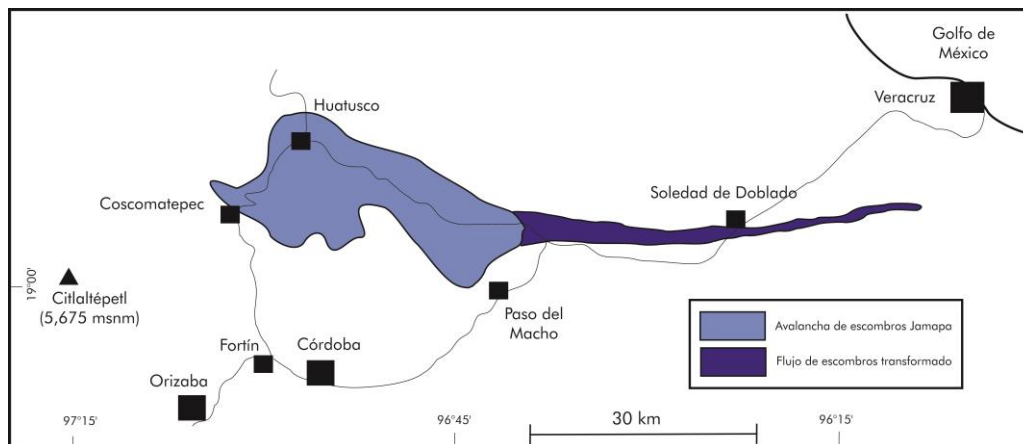 Golfo de
México
Veracruz
Huatusco
Coscomatepec
Soledad de Doblado
19°00'
Citlaltépetl
(5,675 msnm)
Paso del
Macho
Fortín
Córdoba
Orizaba
Avalancha de escombros Jamapa
Flujo de escombros transformado
97°15'
96°45'
30 km
96°15'